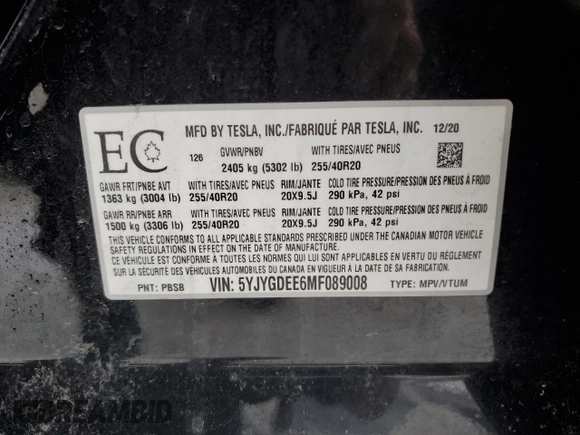 EC
MFD BY TESLA, INC./FABRIQUÉ PAR TESLA, INC. 12/20
126
GVWR/PNBV WITH TIRES/AVEC PNEUS
2405 kg (5302 lb) 255/40R20
GAWR FRT/PNBE AVT WITH TIRES/AVEC PNEUS RIM/JANTE COLD TIRE PRESSURE/PRESSION DES PNEUS À FROID
1363 kg (3004 lb) 255/40R20 20X9.5J 290 kPa, 42 psi
GAWR RR/PNBE ARR WITH TIRES/AVEC PNEUS RIM/JANTE COLD TIRE PRESSURE/PRESSION DES PNEUS À FROID
1500 kg (3306 lb) 255/40R20 20X9.5J 290 kPa, 42 psi
THIS VEHICLE CONFORMS TO ALL APPLICABLE STANDARDS PRESCRIBED UNDER THE CANADIAN MOTOR VEHICLE
SAFETY REGULATIONS IN EFFECT ON THE DATE OF MANUFACTURE.
CE VÉHICULE EST CONFORME À TOUTES LES NORMES QUI LUI SONT APPLICABLES EN VERTU DU RÉGLEMENT
SUR LA SÉCURITÉ DES VÉHICULES AUTOMOBILES DU CANADA EN VIGUEUR À LA DATE DE SA FABRICATION.
PNT: PBSB VIN: 5YJYGDEE6MF089008 TYPE: MPV/VTUM
DREAMBID